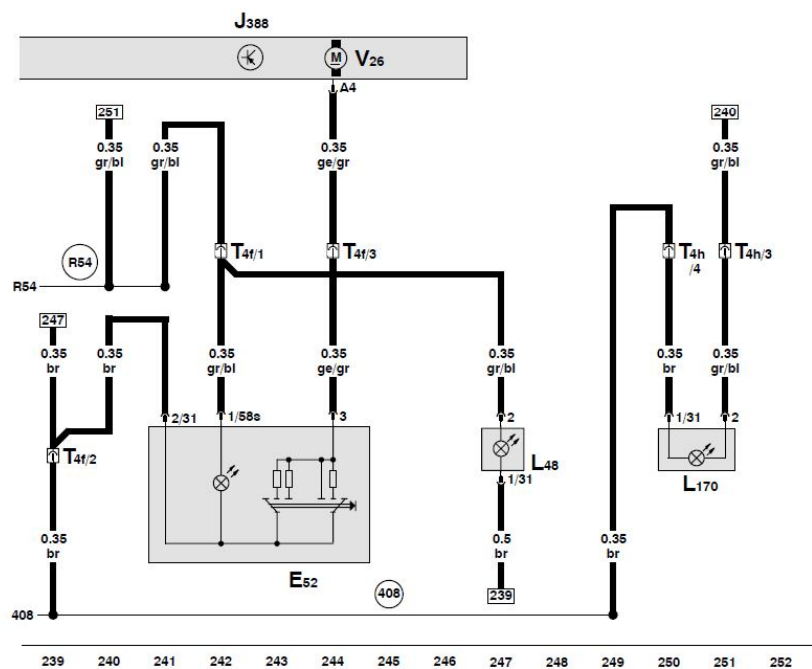 J388
V26
A4
251
240
0.35 gr/bl
0.35 gr/bl
0.35 ge/gr
0.35 gr/bl
R54
T4f/1
T4f/3
T4h/4
T4h/3
R54
247
0.35 br
0.35 br
0.35 gr/bl
0.35 ge/gr
0.35 gr/bl
0.35 br
0.35 gr/bl
2/31
1/58s
3
2
1/31
2
T4f/2
L48
1/31
L170
0.35 br
0.5 br
0.35 br
E52
408
239
408
239 240 241 242 243 244 245 246 247 248 249 250 251 252
M